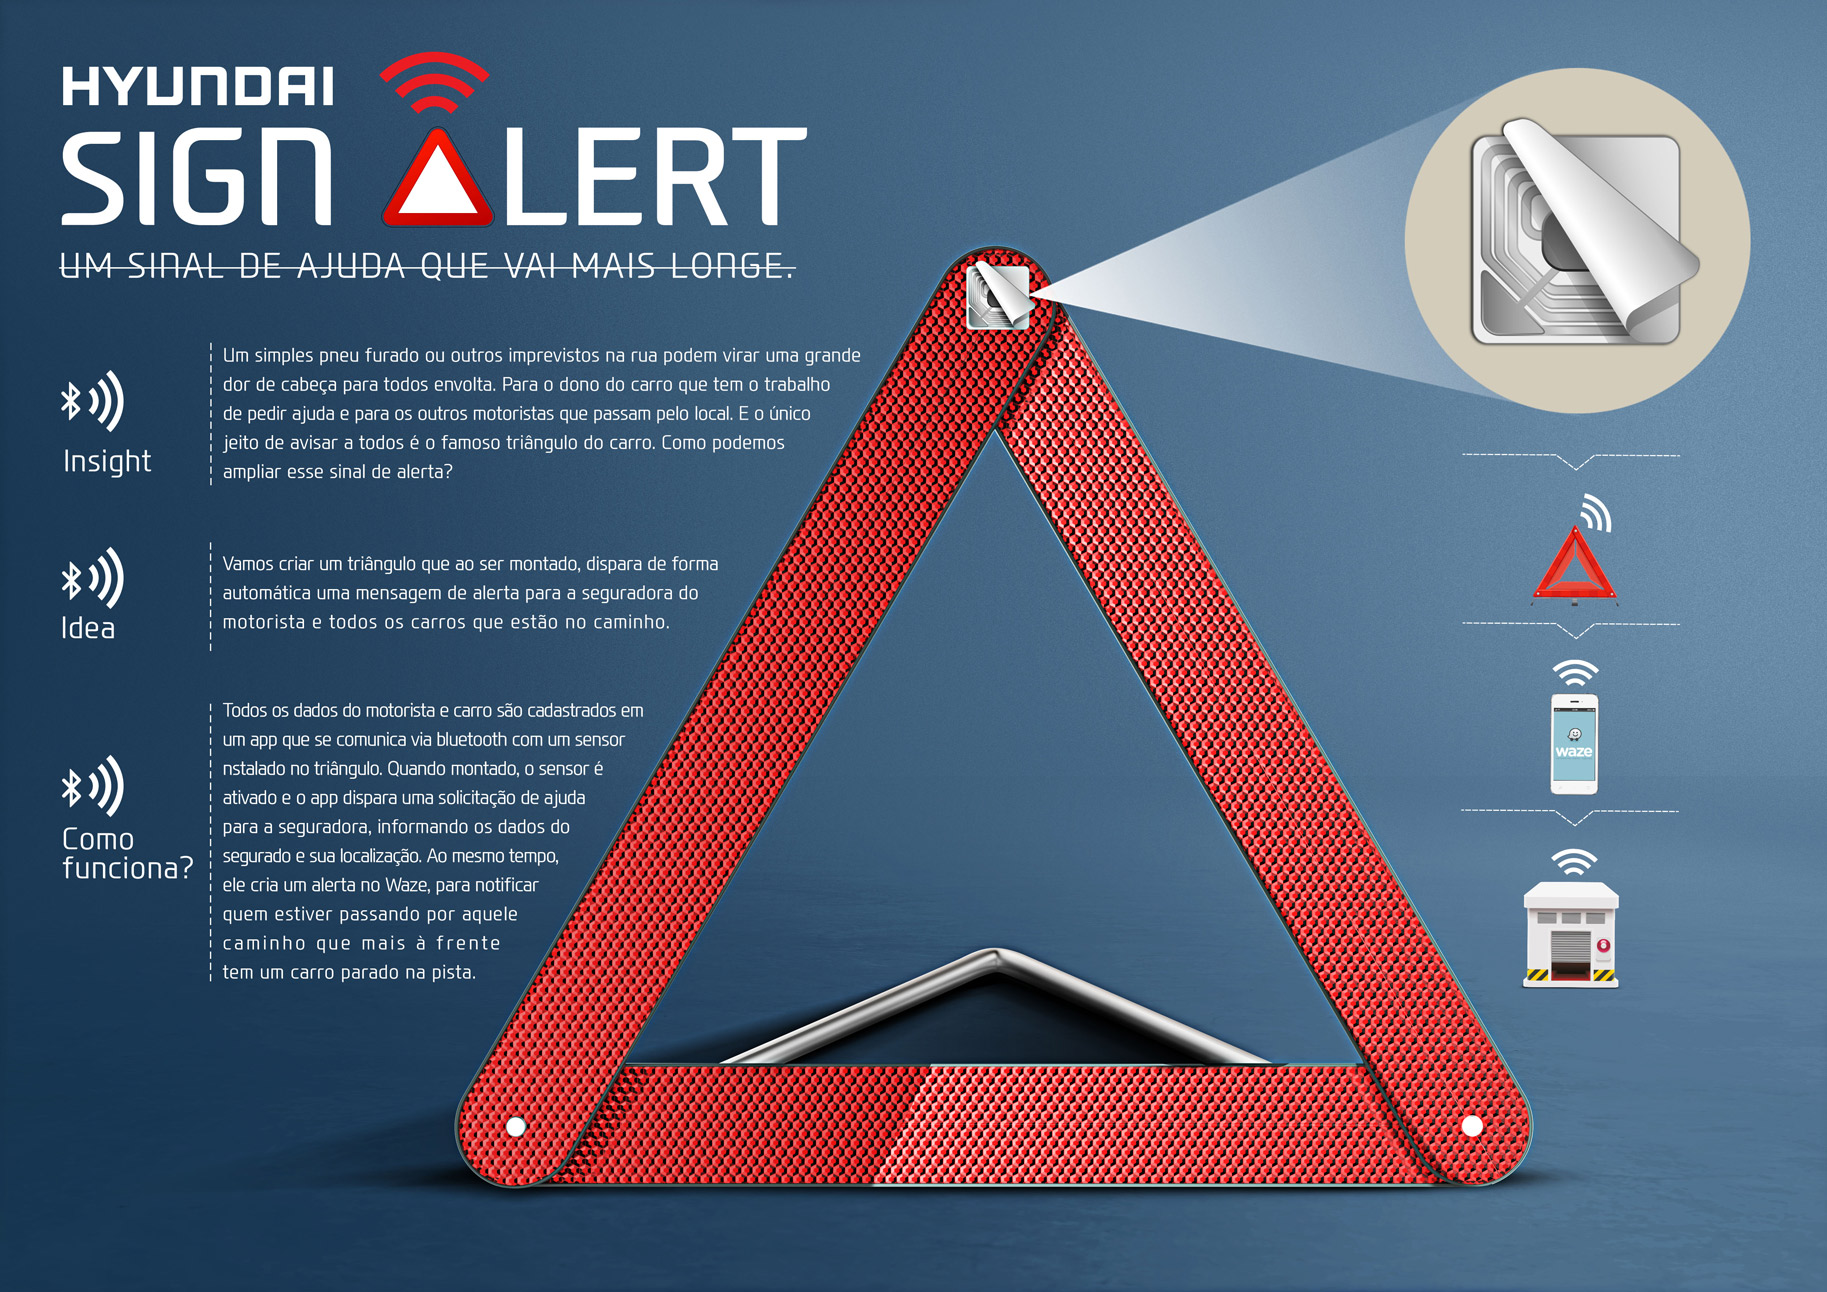 HYUNDAI
SIGN ALERT
UM SINAL DE AJUDA QUE VAI MAIS LONGE.
Insight
Um simples pneu furado ou outros imprevistos na rua podem virar uma grande
dor de cabeça para todos envolta. Para o dono do carro que tem o trabalho
de pedir ajuda e para os outros motoristas que passam pelo local. E o único
jeito de avisar a todos é o famoso triângulo do carro. Como podemos
ampliar esse sinal de alerta?
Idea
Vamos criar um triângulo que ao ser montado, dispara de forma
automática uma mensagem de alerta para a seguradora do
motorista e todos os carros que estão no caminho.
Como
funciona?
Todos os dados do motorista e carro são cadastrados em
um app que se comunica via bluetooth com um sensor
nstalado no triângulo. Quando montado, o sensor é
ativado e o app dispara uma solicitação de ajuda
para a seguradora, informando os dados do
segurado e sua localização. Ao mesmo tempo,
ele cria um alerta no Waze, para notificar
quem estiver passando por aquele
caminho que mais à frente
tem um carro parado na pista.
waze